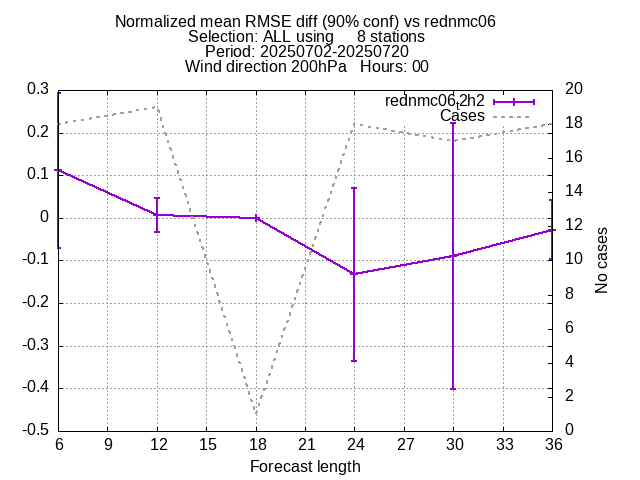 Normalized mean RMSE diff (90% conf) vs rednmc06
Selection: ALL using     8 stations
Period: 20250702-20250720
Wind direction 200hPa   Hours: 00
rednmc06t2h2
Cases
0.3
0.2
0.1
0
-0.1
-0.2
-0.3
-0.4
-0.5
20
18
16
14
12
10
8
6
4
2
0
No cases
6 9 12 15 18 21 24 27 30 33 36
Forecast length